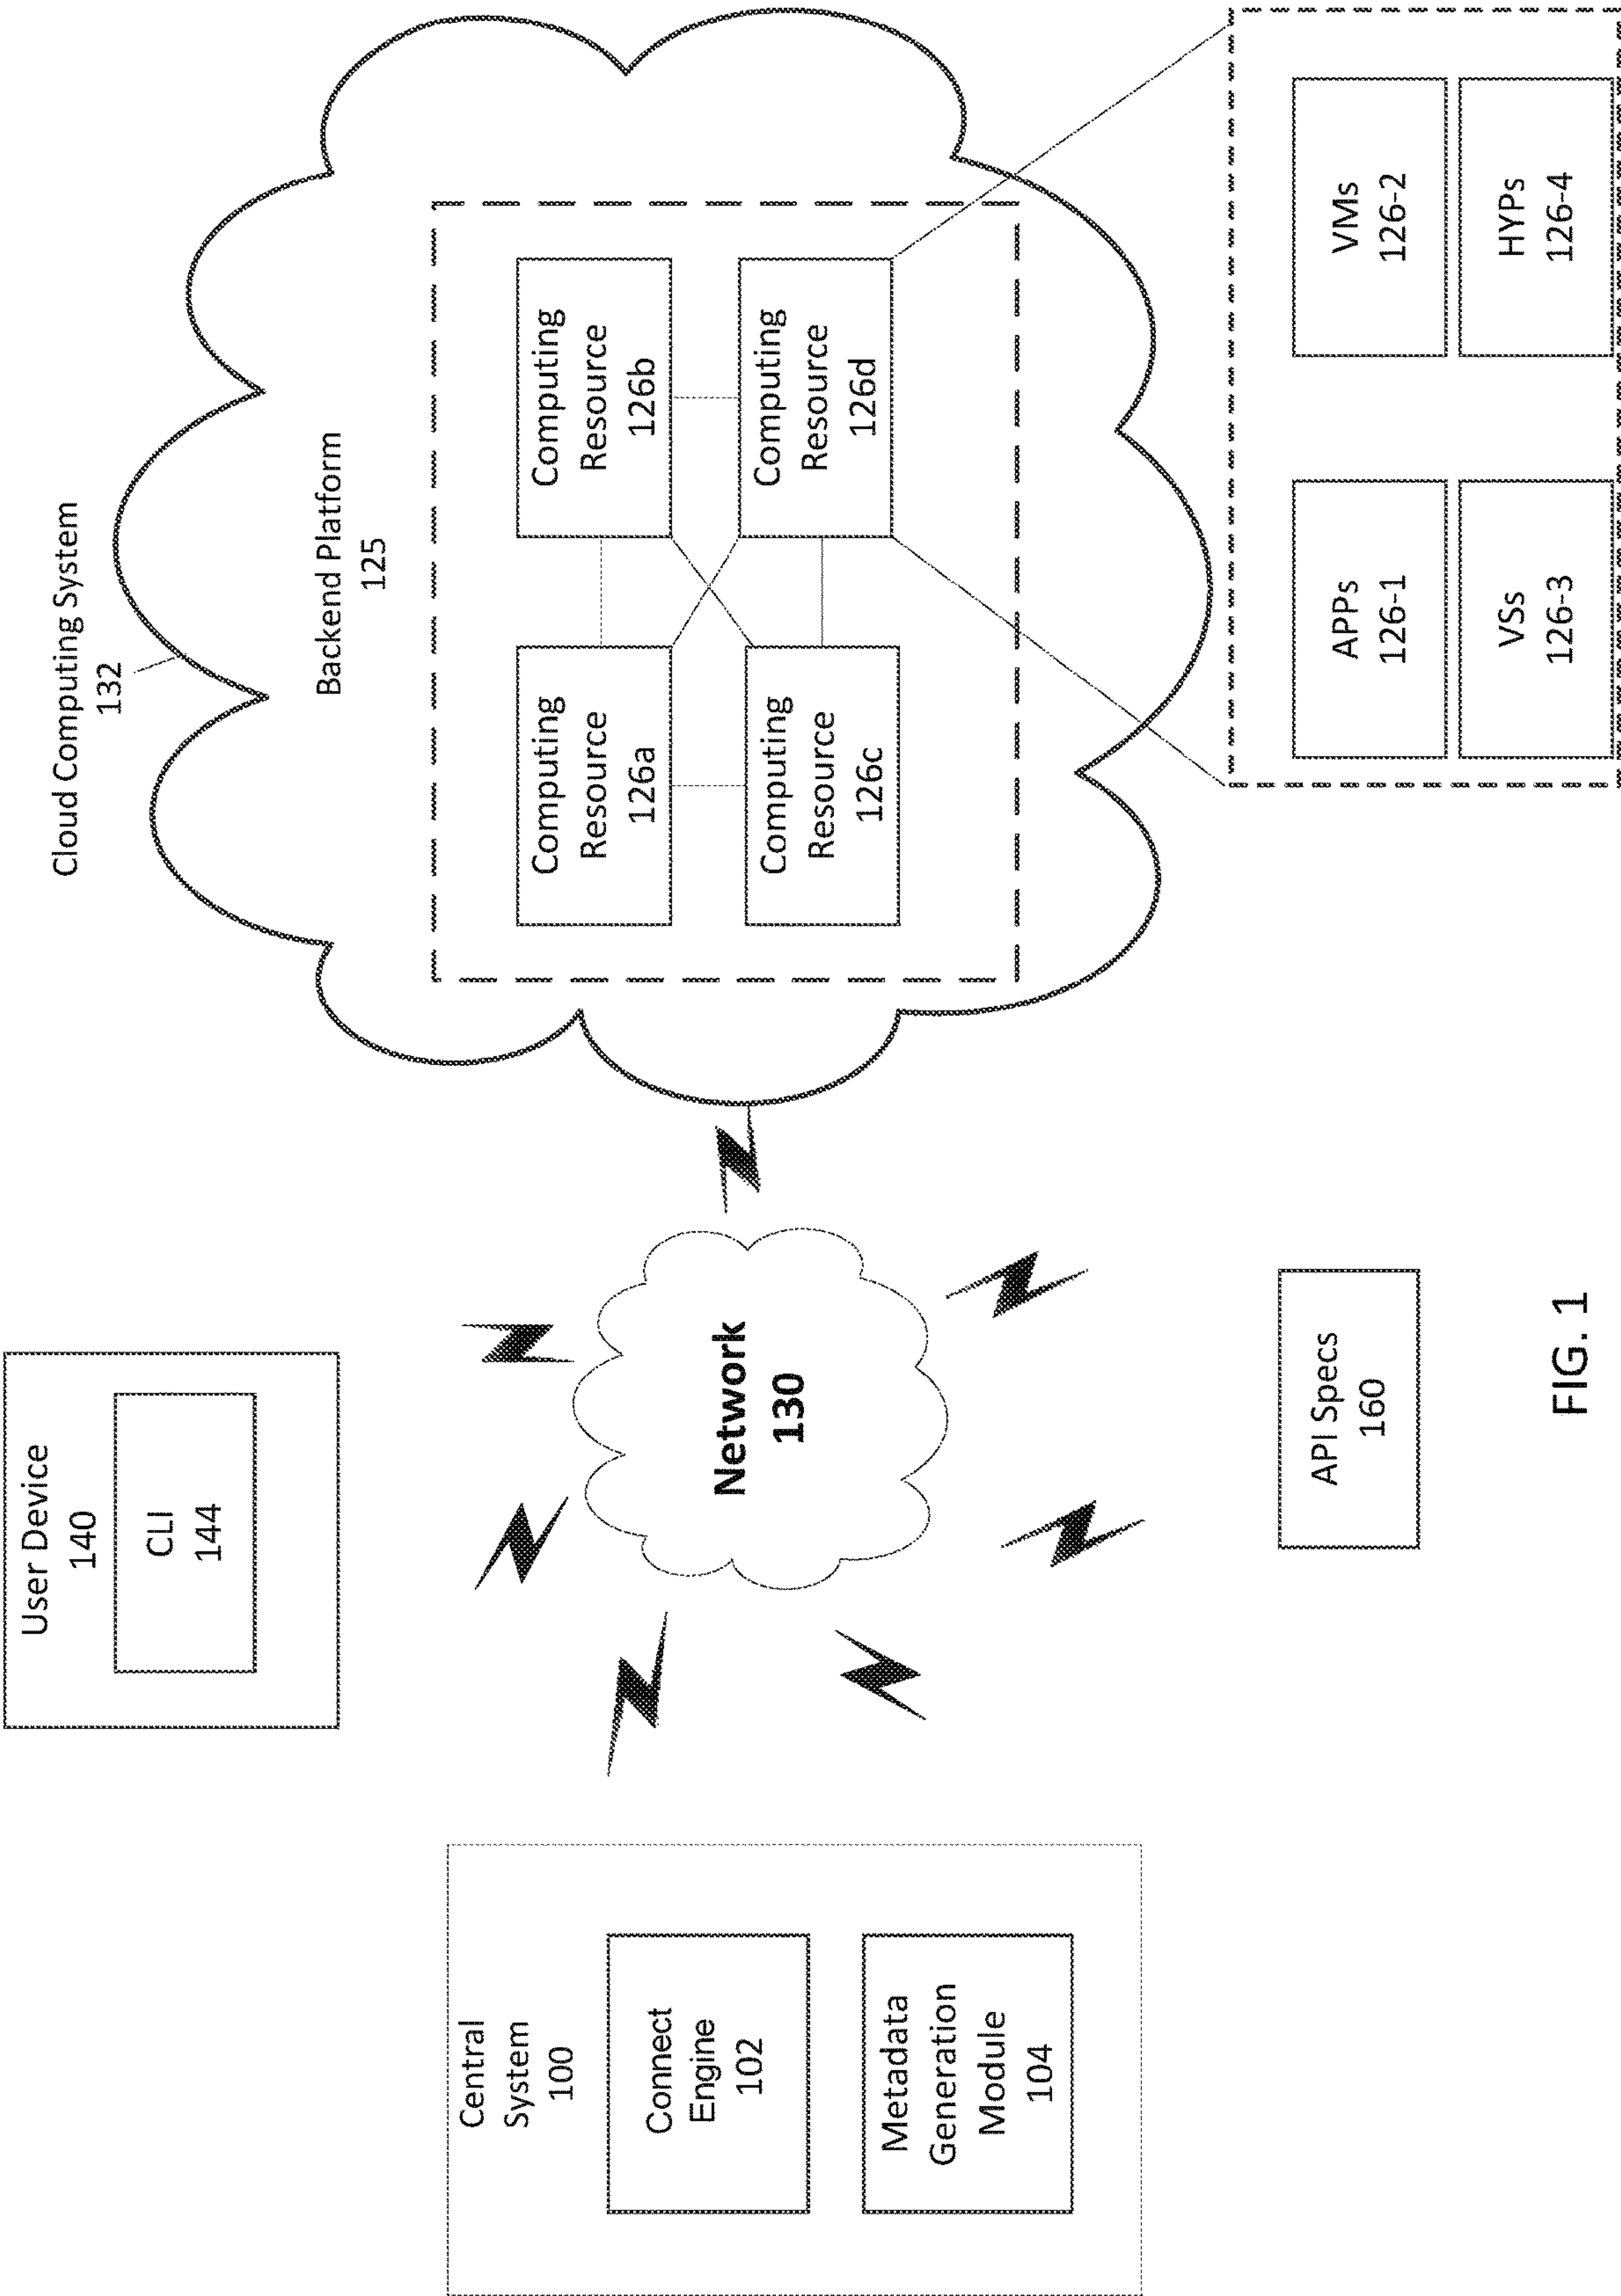 User Device
140
CLI
144
Cloud Computing System
132
Backend Platform
125
Computing
Resource
126a
Computing
Resource
126b
Computing
Resource
126c
Computing
Resource
126d
Central
System
100
Connect
Engine
102
Metadata
Generation
Module
104
Network
130
API Specs
160
APPs
126-1
VMs
126-2
VSs
126-3
HYPs
126-4
FIG. 1